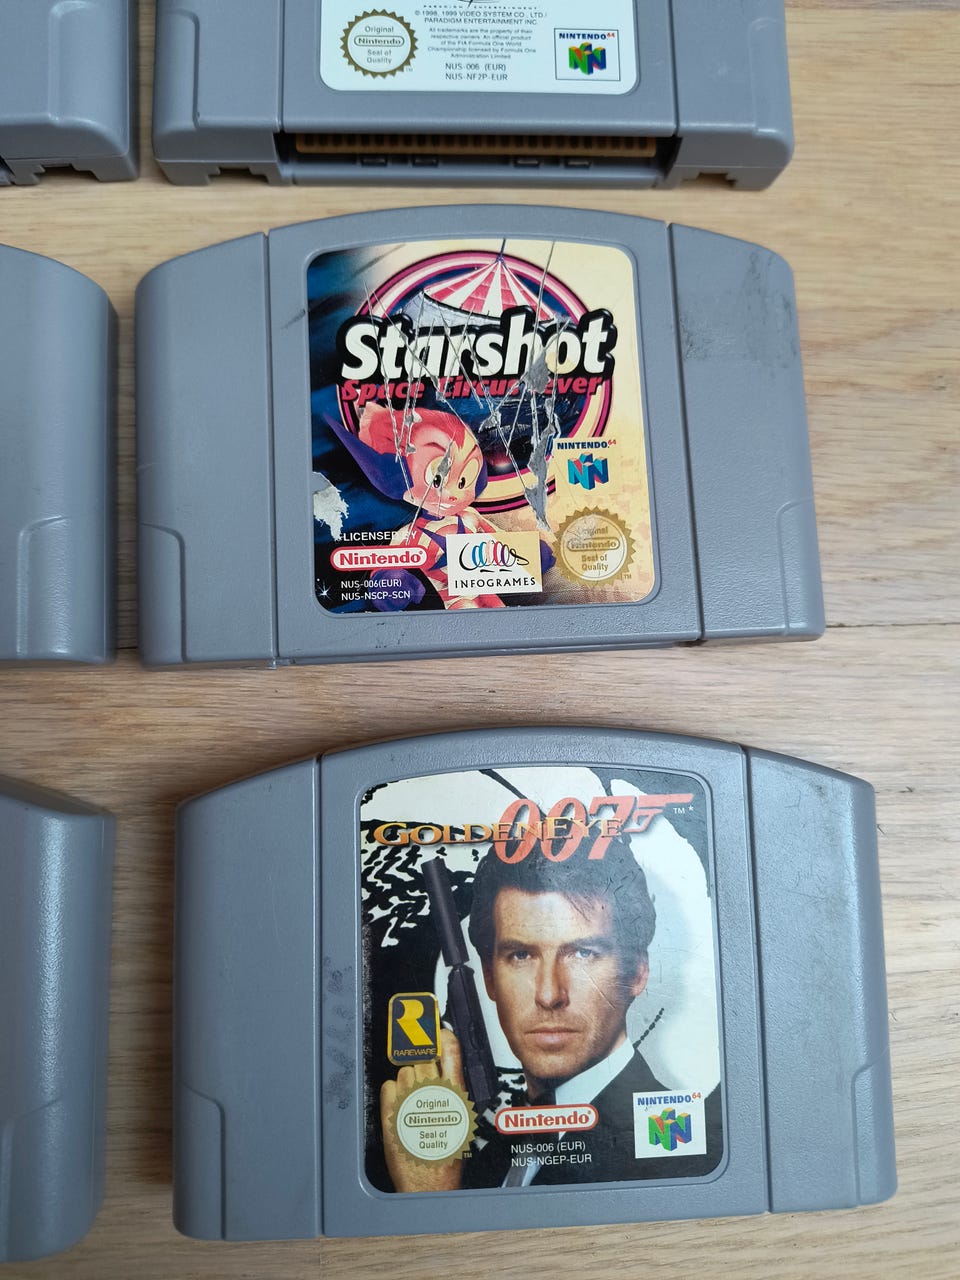 © 1998, 1999 VIDEO SYSTEM CO., LTD./
PARADIGM ENTERTAINMENT INC.
All trademarks are the property of their
respective owners. An official product
of the FIA Formula One World
Championship licensed by Formula One
Administration Limited
NUS-006 (EUR)
NUS-NF2P-EUR
Original
Nintendo
Seal of
Quality
TM
NINTENDO64
Starshot
Space Circus Fever
NINTENDO64
LICENSED BY
Nintendo®
NUS-006(EUR)
NUS-NSCP-SCN
INFOGRAMES
Original
Nintendo
Seal of
Quality
TM
GOLDENEYE
007
TM *
RAREWARE
Original
Nintendo
Seal of
Quality
TM
Nintendo®
NUS-006 (EUR)
NUS-NGEP-EUR
NINTENDO64